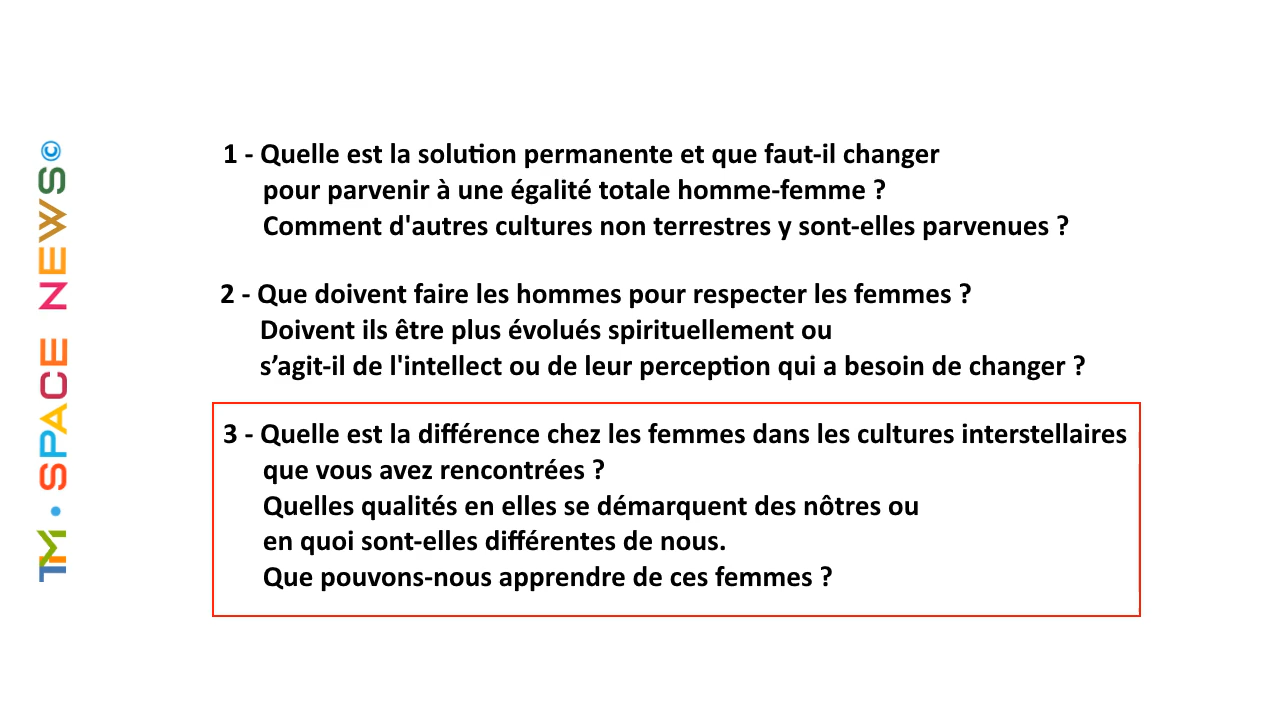 TM • SPACE NEWS©
1 - Quelle est la solution permanente et que faut-il changer
pour parvenir à une égalité totale homme-femme ?
Comment d'autres cultures non terrestres y sont-elles parvenues ?
2 - Que doivent faire les hommes pour respecter les femmes ?
Doivent ils être plus évolués spirituellement ou
s’agit-il de l'intellect ou de leur perception qui a besoin de changer ?
3 - Quelle est la différence chez les femmes dans les cultures interstellaires
que vous avez rencontrées ?
Quelles qualités en elles se démarquent des nôtres ou
en quoi sont-elles différentes de nous.
Que pouvons-nous apprendre de ces femmes ?